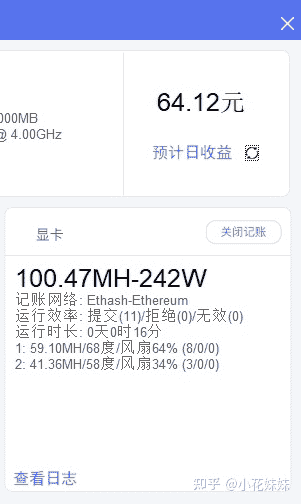 64.12元
000MB
@ 4.00GHz
预计日收益
显卡
关闭记账
100.47MH-242W
记账网络: Ethash-Ethereum
运行效率: 提交(11)/拒绝(0)/无效(0)
运行时长: 0天0时16分
1: 59.10MH/68度/风扇64% (8/0/0)
2: 41.36MH/58度/风扇34% (3/0/0)
查看日志
知乎 @小花妹妹